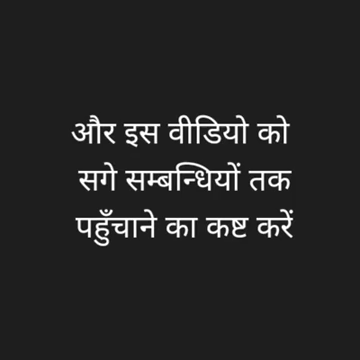 और इस वीडियो को
सगे सम्बन्धियों तक
पहुँचाने का कष्ट करें